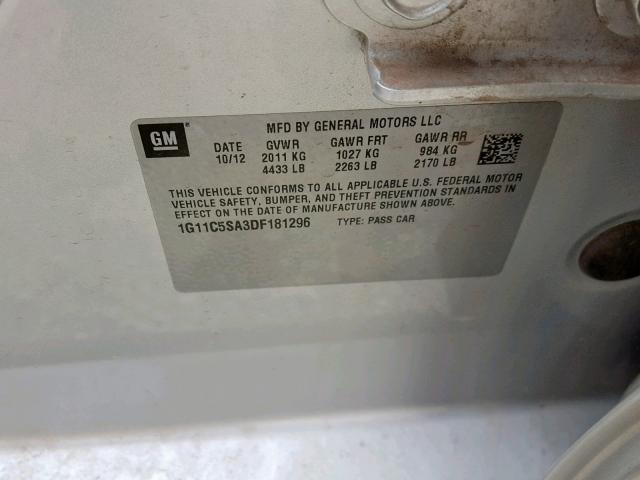 GM
MFD BY GENERAL MOTORS LLC
DATE GVWR GAWR FRT GAWR RR
10/12 2011 KG 1027 KG 984 KG
4433 LB 2263 LB 2170 LB
THIS VEHICLE CONFORMS TO ALL APPLICABLE U.S. FEDERAL MOTOR
VEHICLE SAFETY, BUMPER, AND THEFT PREVENTION STANDARDS IN
EFFECT ON THE DATE OF MANUFACTURE SHOWN ABOVE.
1G11C5SA3DF181296 TYPE: PASS CAR